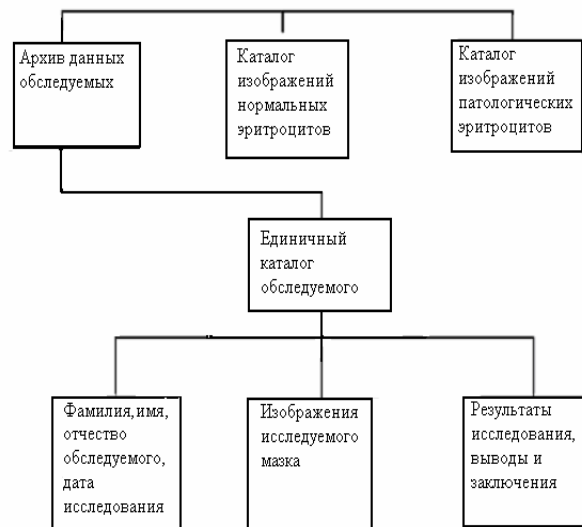 Архив данных
обследуемых
Каталог
изображений
нормальных
эритроцитов
Каталог
изображений
патологических
эритроцитов
Единичный
каталог
обследуемого
Фамилия,имя,
отчество
обследуемого,
дата
исследования
Изображения
исследуемого
мазка
Результаты
исследования,
выводы и
заключения